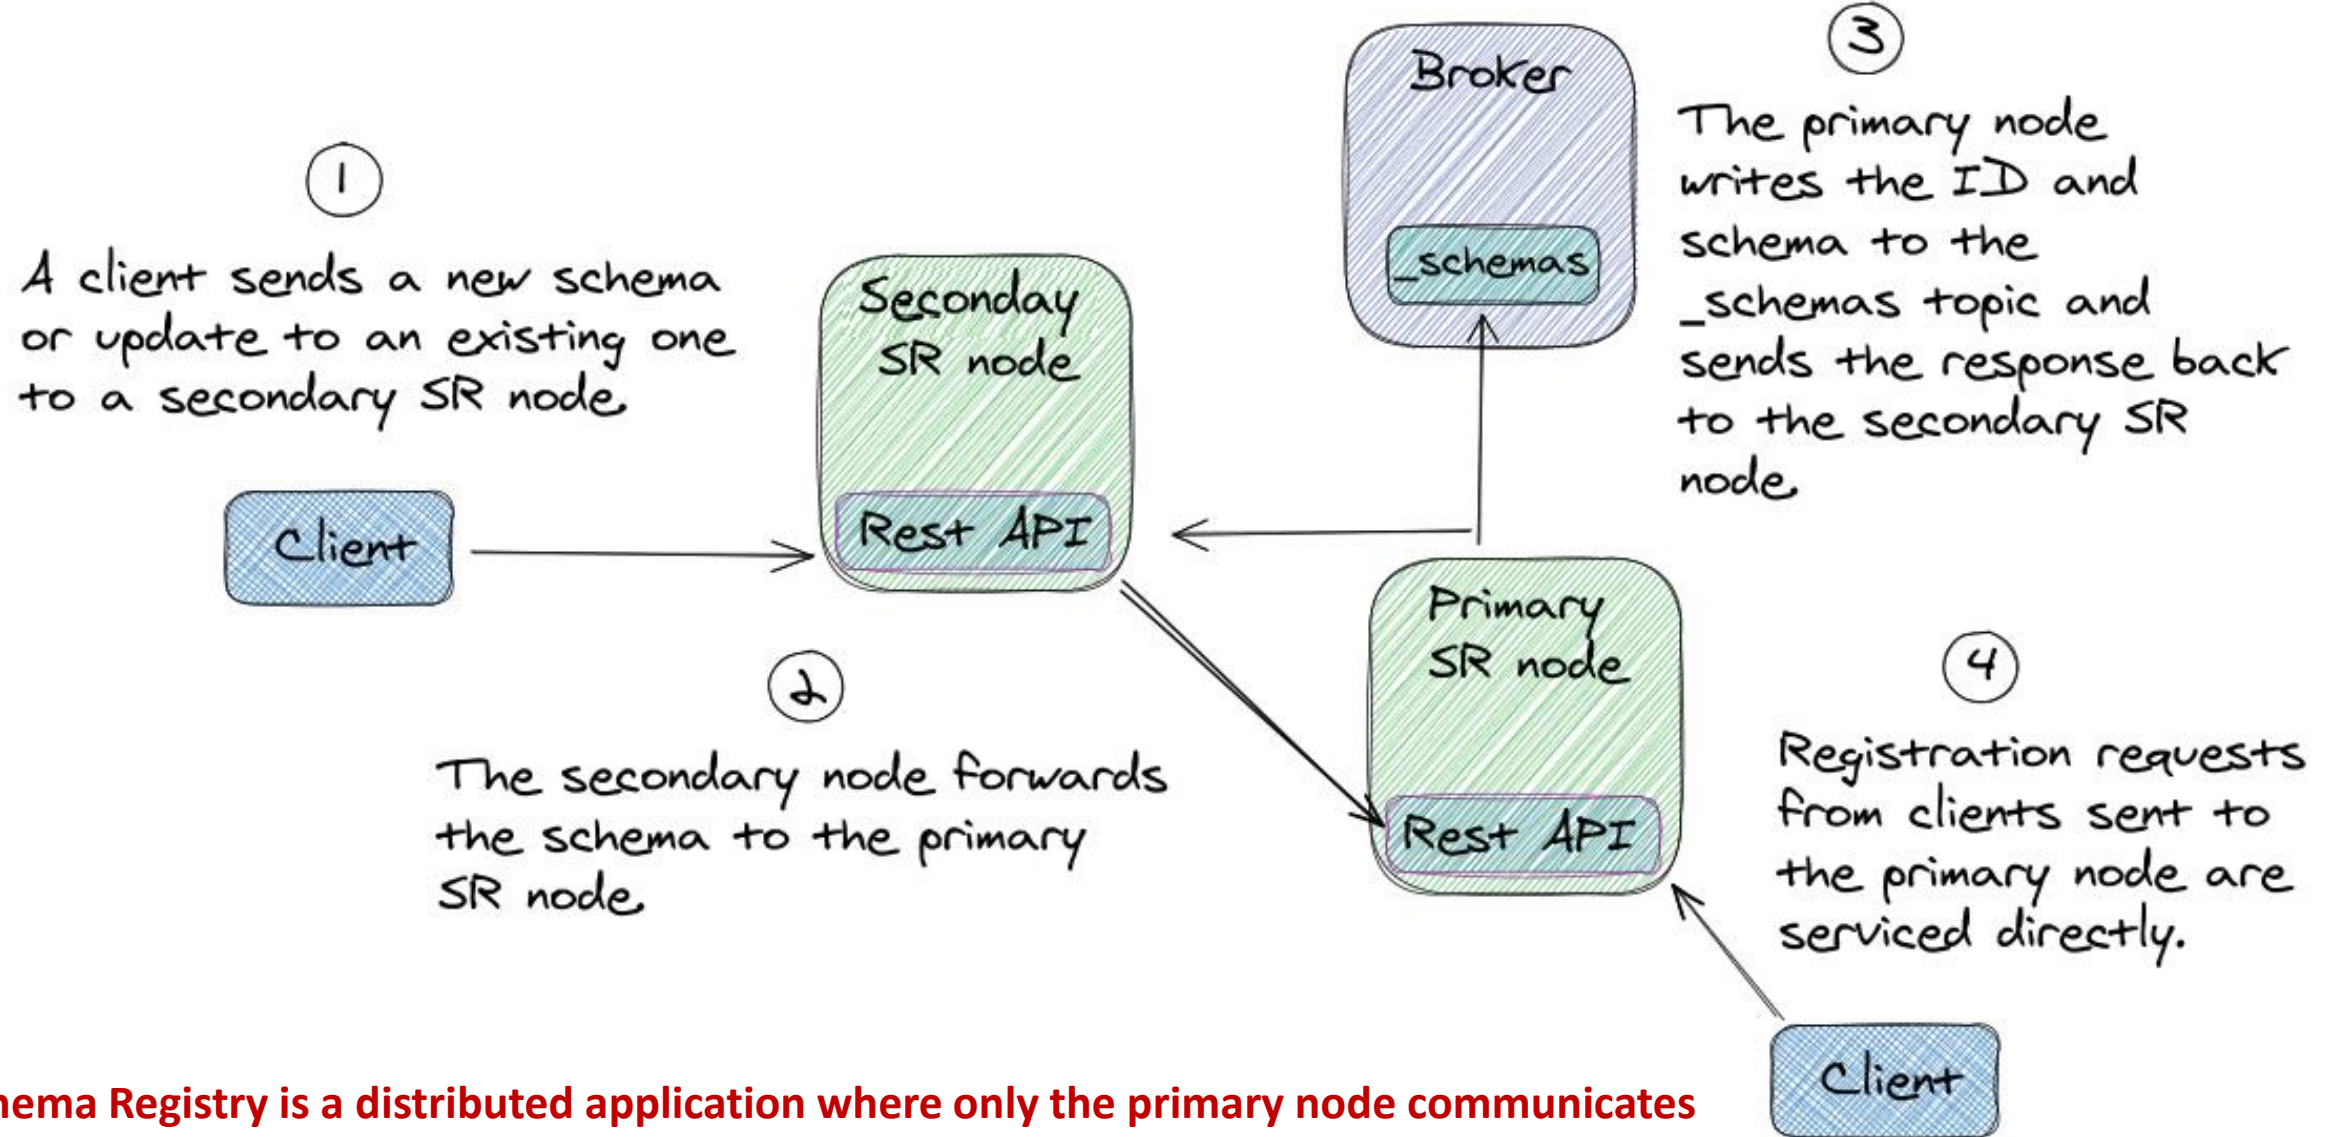 1
A client sends a new schema
or update to an existing one
to a secondary SR node.
Client
Seconday
SR node
Rest API
2
The secondary node forwards
the schema to the primary
SR node.
Broker
_schemas
3
The primary node
writes the ID and
schema to the
_schemas topic and
sends the response back
to the secondary SR
node.
Primary
SR node
Rest API
4
Registration requests
from clients sent to
the primary node are
serviced directly.
Client
hema Registry is a distributed application where only the primary node communicates